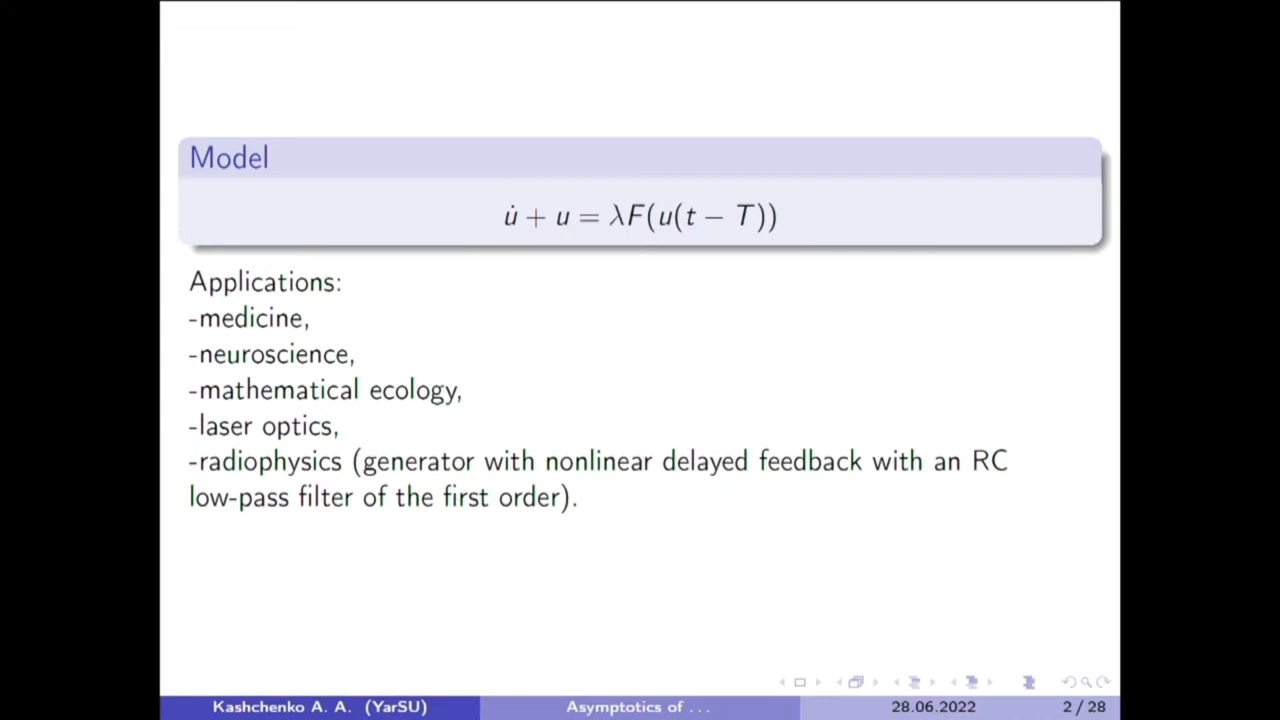 Model
u̇ + u = λF(u(t − T))
Applications:
-medicine,
-neuroscience,
-mathematical ecology,
-laser optics,
-radiophysics (generator with nonlinear delayed feedback with an RC
low-pass filter of the first order).
Kashchenko A. A. (YarSU) Asymptotics of ... 28.06.2022 2 / 28